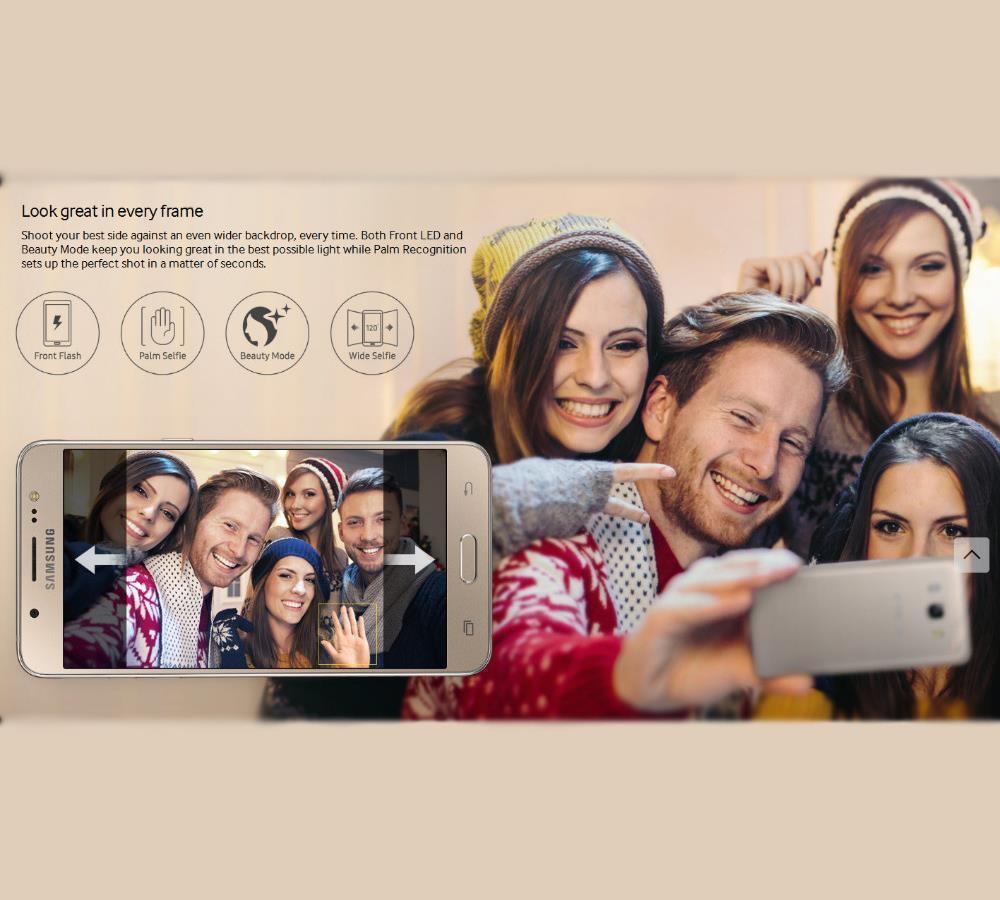 Look great in every frame
Shoot your best side against an even wider backdrop, every time. Both Front LED and
Beauty Mode keep you looking great in the best possible light while Palm Recognition
sets up the perfect shot in a matter of seconds.
120
Front Flash
Palm Selfie
Beauty Mode
Wide Selfie
SAMSUNG